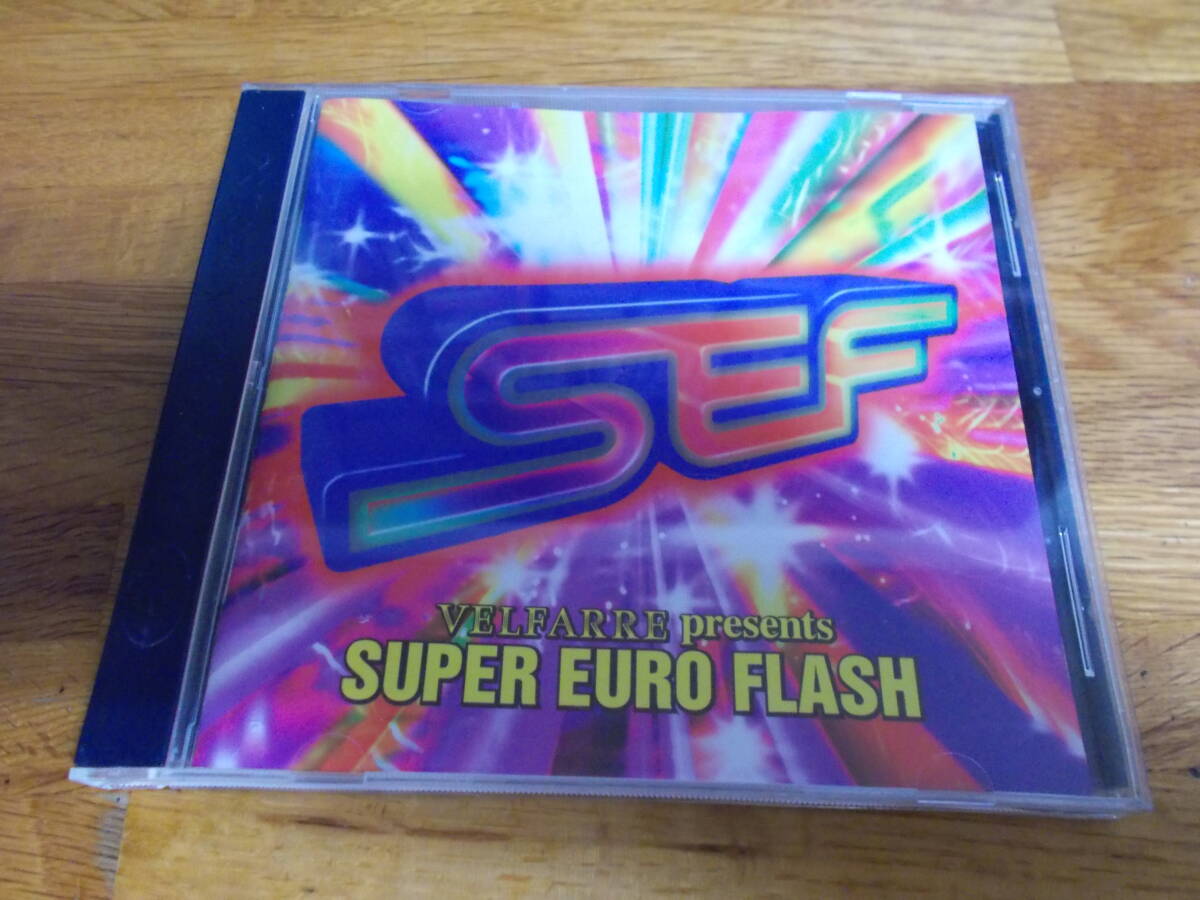 SEF
VELFARRE presents
SUPER EURO FLASH